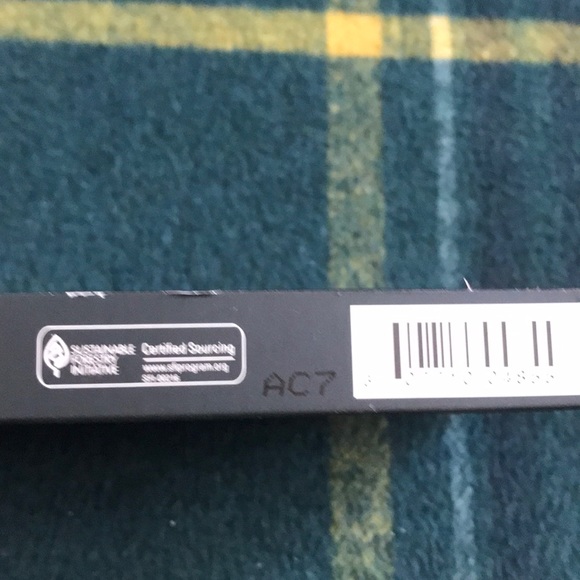 SUSTAINABLE
FORESTRY
INITIATIVE
Certified Sourcing
www.sfiprogram.org
AC7